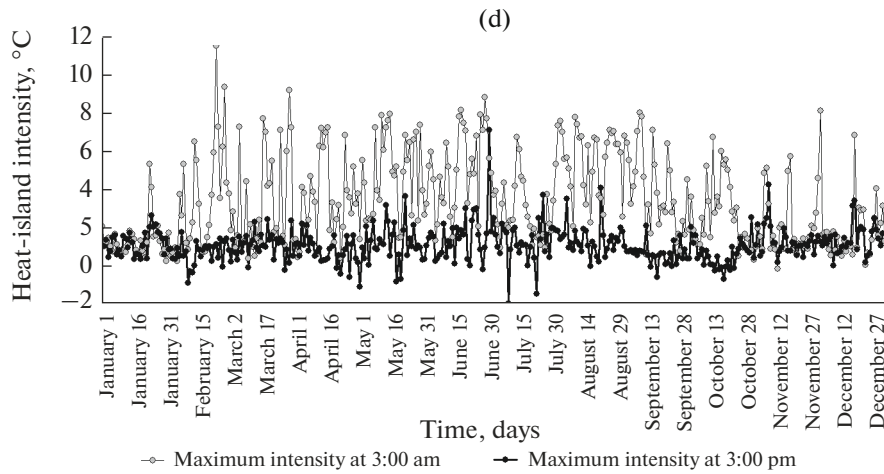 (d)
Heat-island intensity, °C
12
10
8
6
4
5
0
−2
January 1
January 16
January 31
February 15
March 2
March 17
April 1
April 16
May 1
May 16
May 31
June 15
June 30
July 15
July 30
August 14
August 29
September 13
September 28
October 13
October 28
November 12
November 27
December 12
December 27
Time, days
Maximum intensity at 3:00 am
Maximum intensity at 3:00 pm